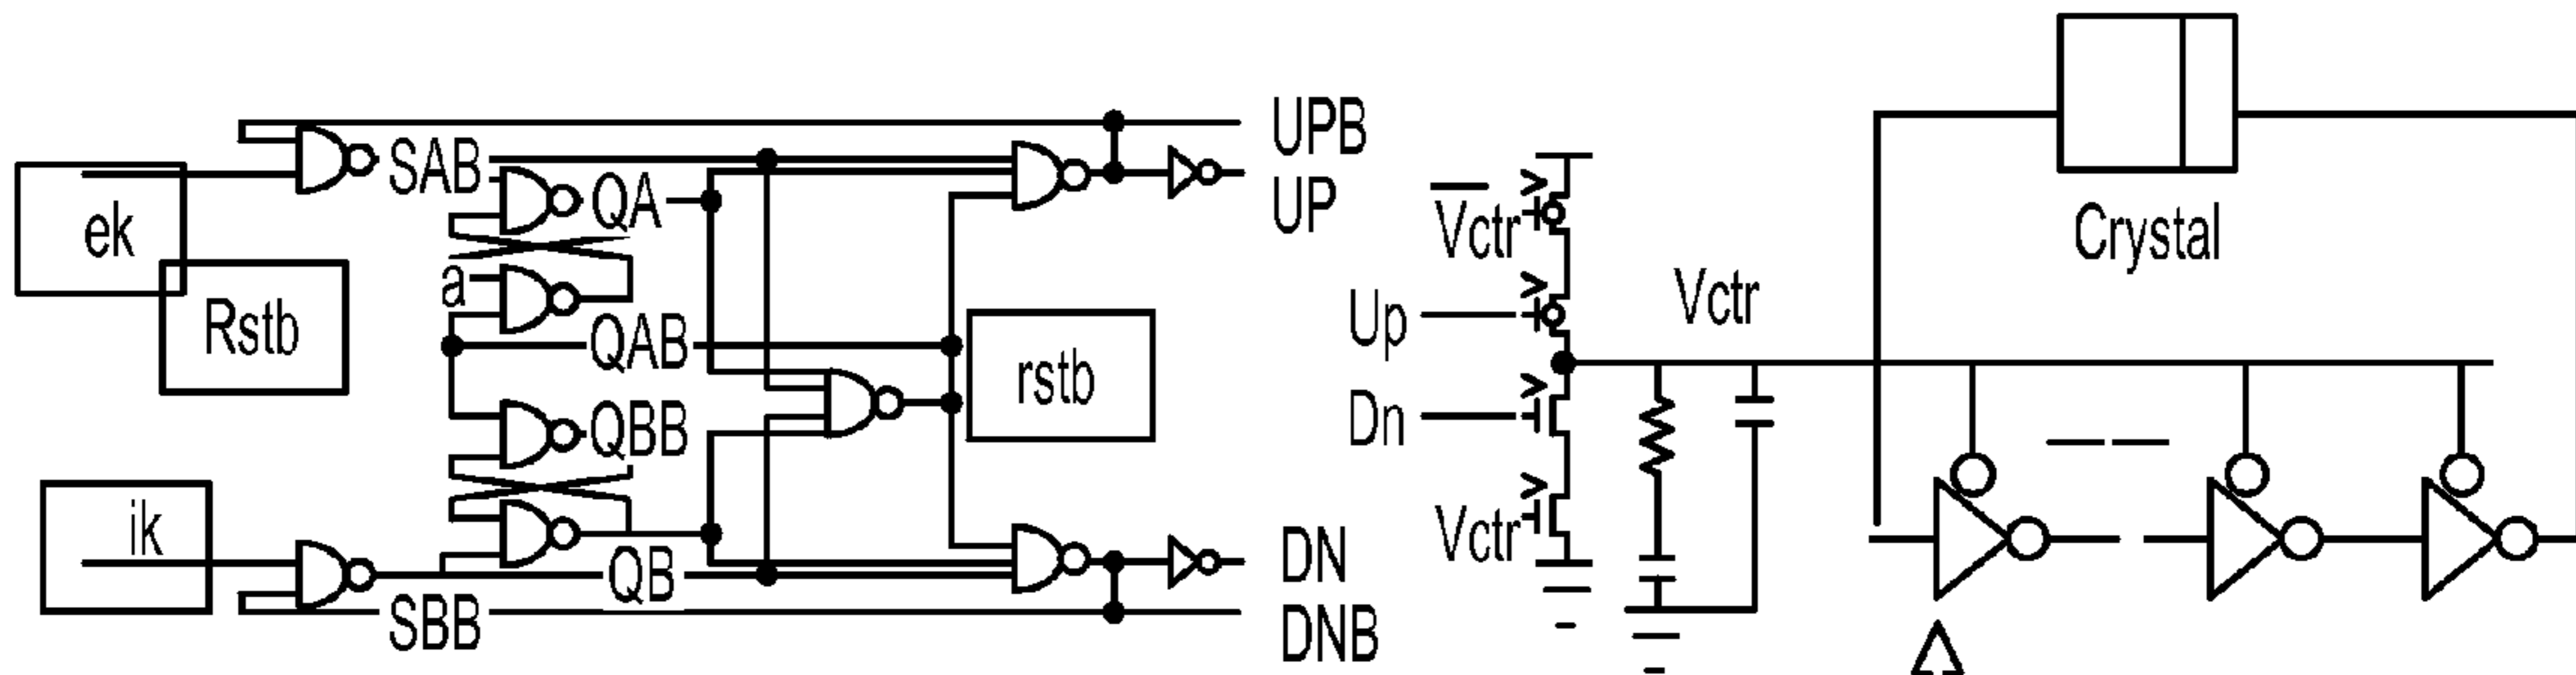 ek
Rstb
ik
SAB
QA
a
QAB
QBB
QB
SBB
rstb
UPB
UP
DN
DNB
Vctr
Up
Dn
Vctr
Vctr
Crystal